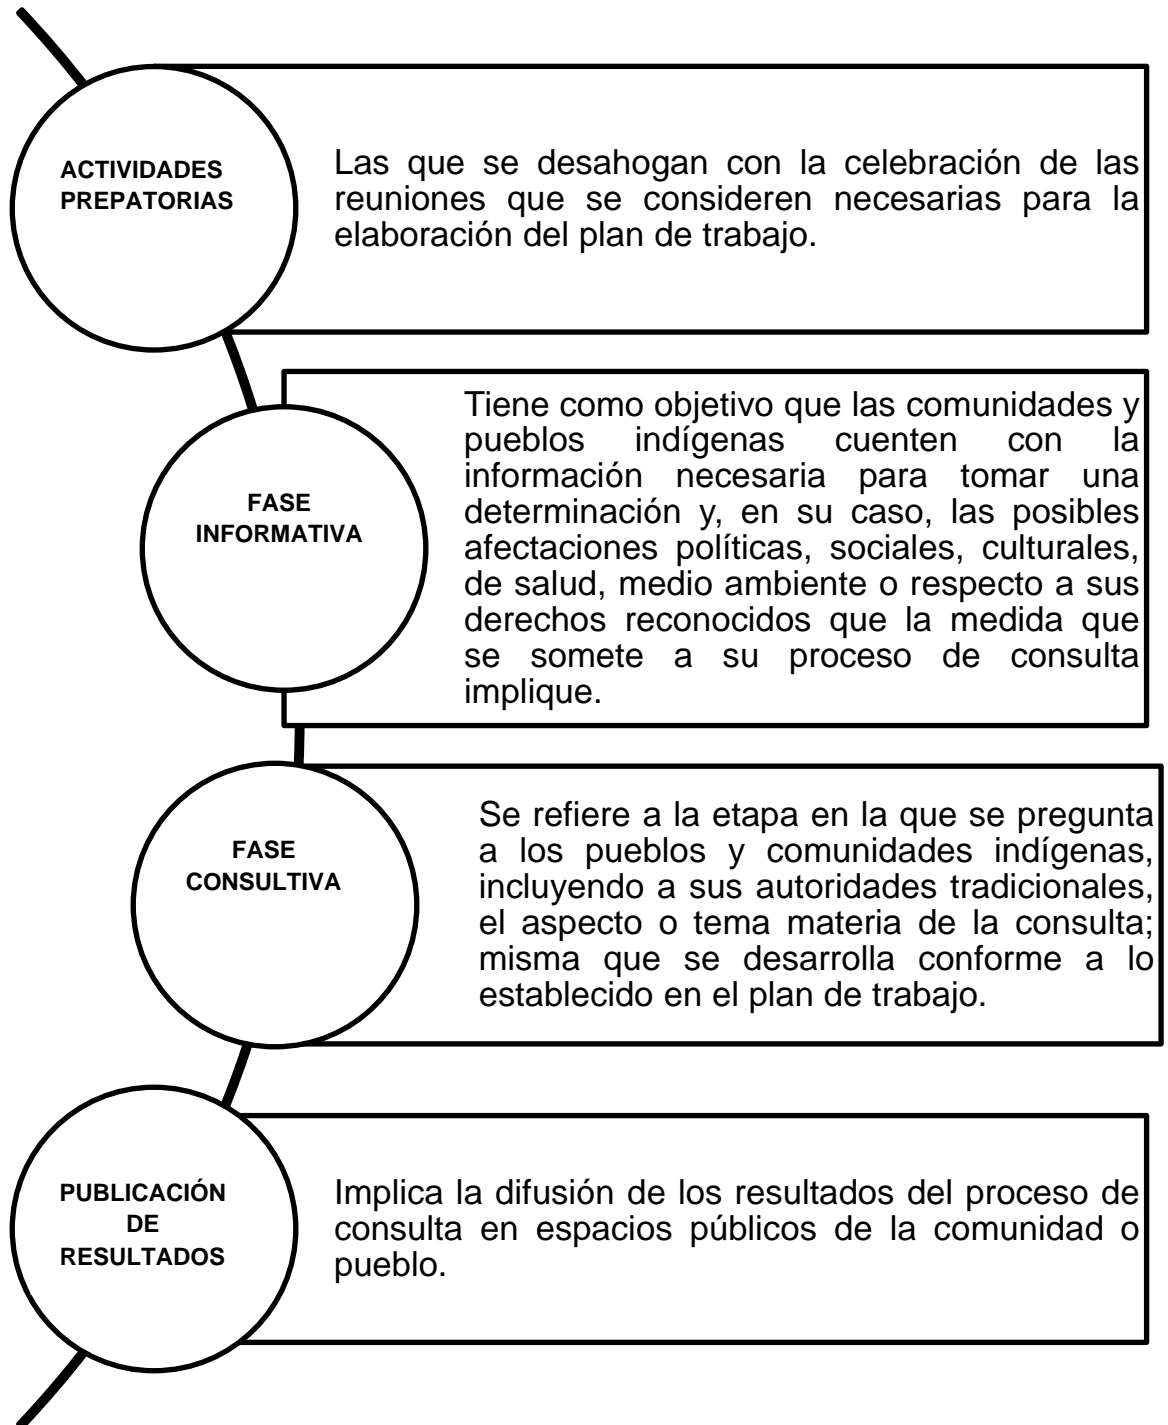 ACTIVIDADES
PREPATORIAS
Las que se desahogan con la celebración de las
reuniones que se consideren necesarias para la
elaboración del plan de trabajo.
FASE
INFORMATIVA
Tiene como objetivo que las comunidades y
pueblos indígenas cuenten con la
información necesaria para tomar una
determinación y, en su caso, las posibles
afectaciones políticas, sociales, culturales,
de salud, medio ambiente o respecto a sus
derechos reconocidos que la medida que
se somete a su proceso de consulta
implique.
FASE
CONSULTIVA
Se refiere a la etapa en la que se pregunta
a los pueblos y comunidades indígenas,
incluyendo a sus autoridades tradicionales,
el aspecto o tema materia de la consulta;
misma que se desarrolla conforme a lo
establecido en el plan de trabajo.
PUBLICACIÓN
DE
RESULTADOS
Implica la difusión de los resultados del proceso de
consulta en espacios públicos de la comunidad o
pueblo.